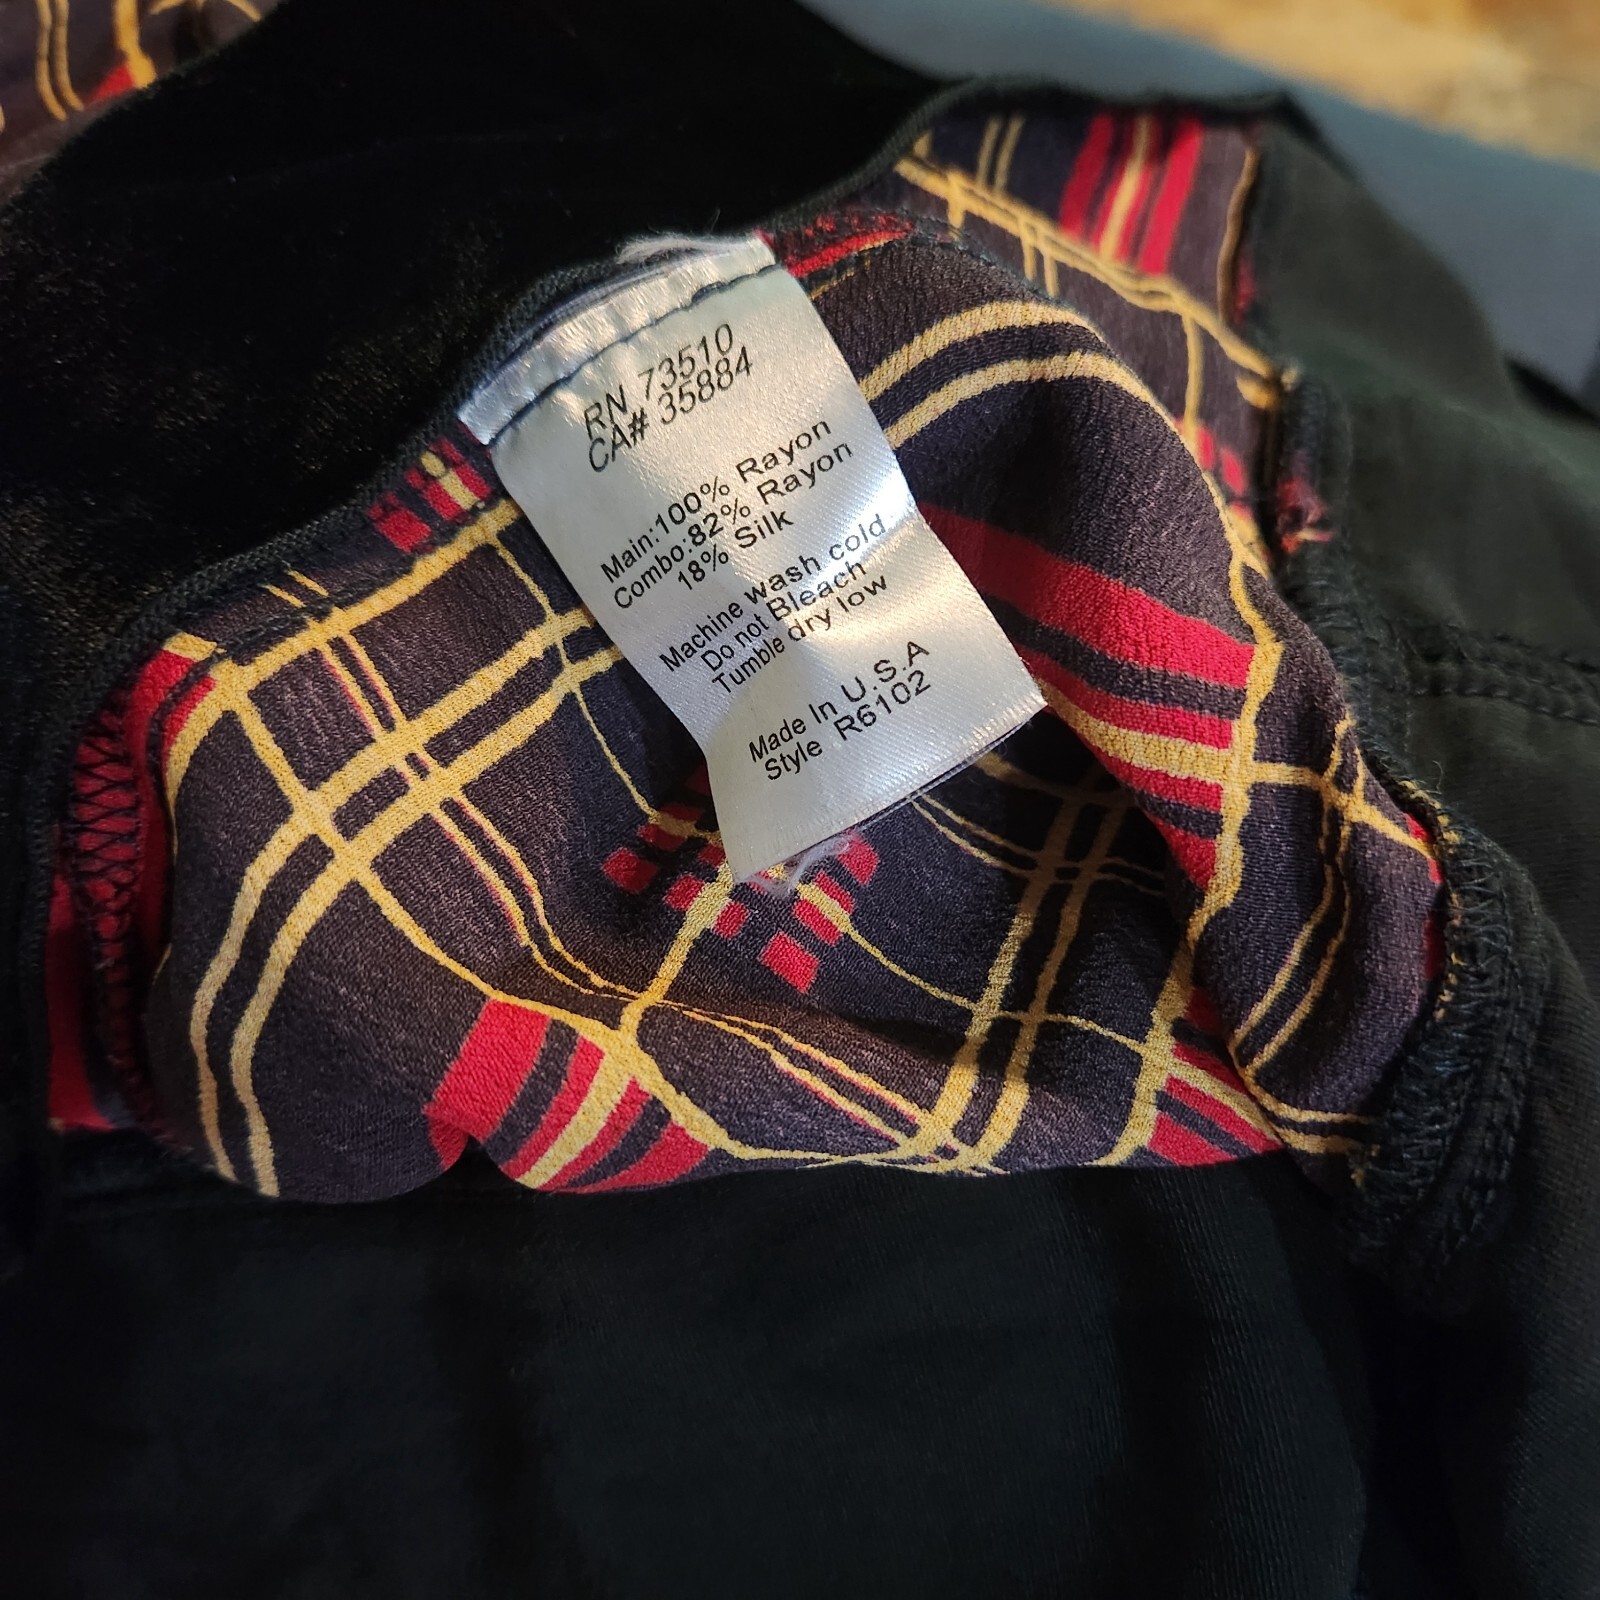 RN 73510
CA# 35884
Main:100% Rayon
Combo:82% Rayon
18% Silk
Machine wash cold
Do not Bleach
Tumble dry low
Made In U.S.A
Style R6102